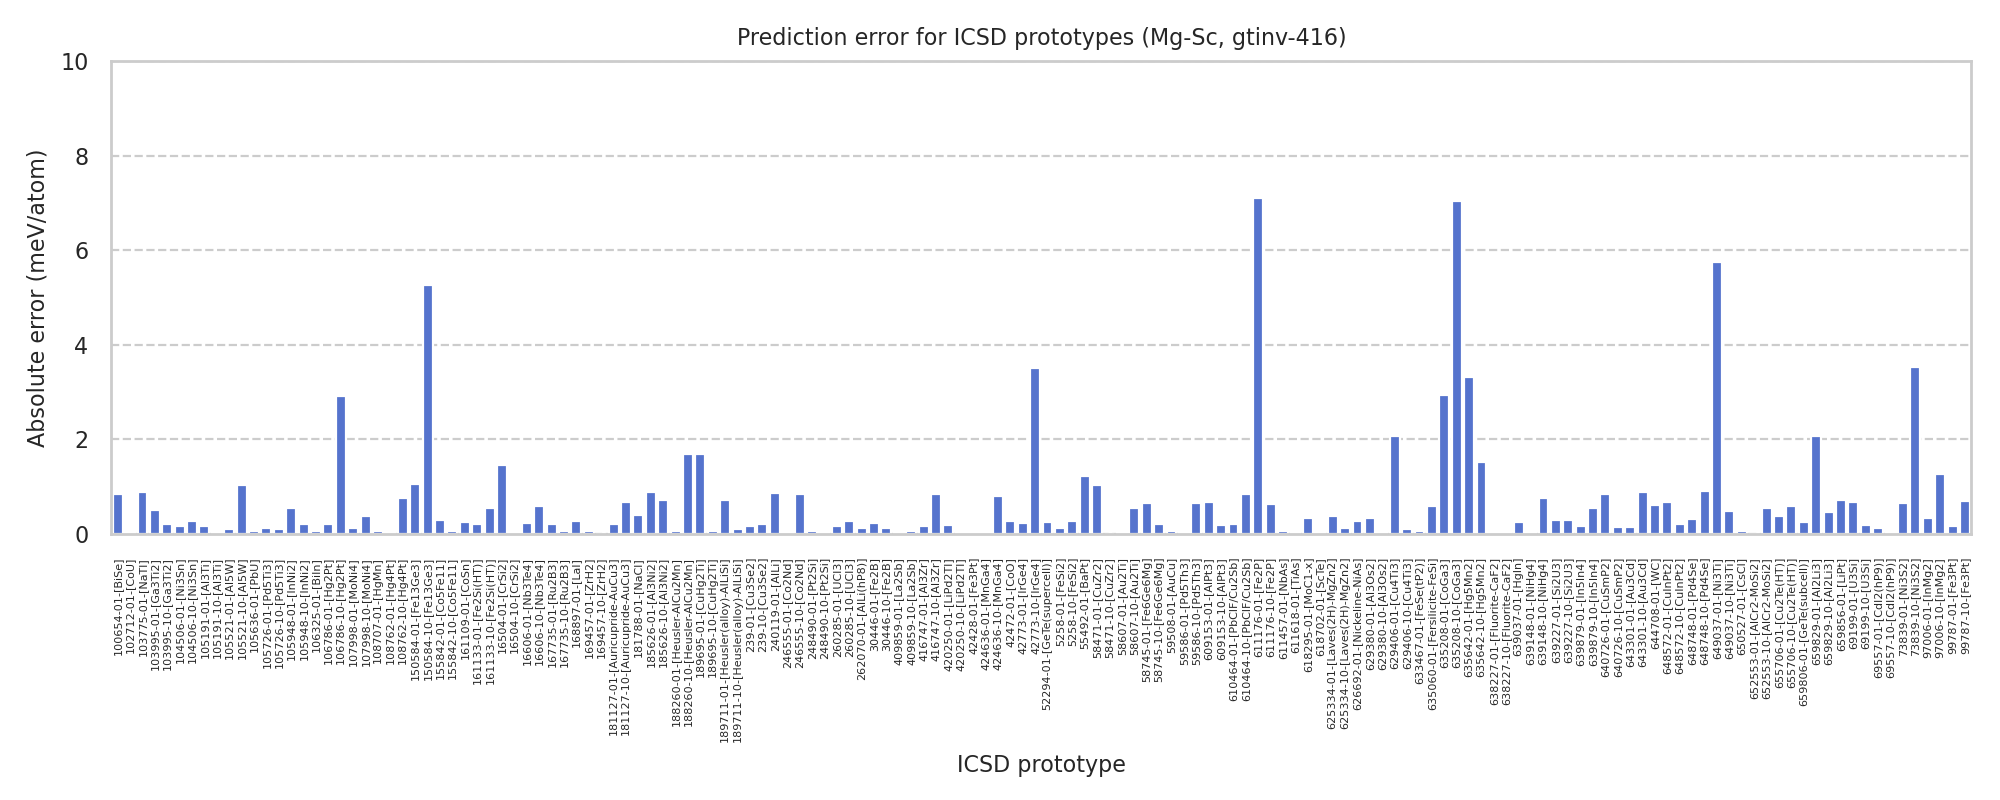 Prediction error for ICSD prototypes (Mg-Sc, gtinv-416)
Absolute error (meV/atom)
10
8
6
4
2
0
100654-01-[BiSe]
102712-01-[CoU]
103775-01-[NaTl]
103995-01-[Ga3Ti2]
103995-10-[Ga3Ti2]
104506-01-[Ni3Sn]
104506-10-[Ni3Sn]
105191-01-[Al3Ti]
105191-10-[Al3Ti]
105521-01-[Al5W]
105521-10-[Al5W]
105636-01-[PbU]
105726-01-[Pd5Ti3]
105726-10-[Pd5Ti3]
105948-01-[InNi2]
105948-10-[InNi2]
106325-01-[BiIn]
106786-01-[Hg2Pt]
106786-10-[Hg2Pt]
107998-01-[MoNi4]
107998-10-[MoNi4]
108707-01-[HgMn]
108762-01-[Hg4Pt]
108762-10-[Hg4Pt]
150584-01-[Fe13Ge3]
150584-10-[Fe13Ge3]
155842-01-[Co5Fe11]
155842-10-[Co5Fe11]
161109-01-[CoSn]
161133-01-[Fe2Si(HT)]
161133-10-[Fe2Si(HT)]
16504-01-[CrSi2]
16504-10-[CrSi2]
16606-01-[Nb3Te4]
16606-10-[Nb3Te4]
167735-01-[Ru2B3]
167735-10-[Ru2B3]
168897-01-[LaI]
169457-01-[ZrH2]
169457-10-[ZrH2]
181127-01-[Auricupride-AuCu3]
181127-10-[Auricupride-AuCu3]
181788-01-[NaCl]
185626-01-[Al3Ni2]
185626-10-[Al3Ni2]
188260-01-[Heusler-AlCu2Mn]
188260-10-[Heusler-AlCu2Mn]
189695-01-[CuHg2Ti]
189695-10-[CuHg2Ti]
189711-01-[Heusler(alloy)-AlLiSi]
189711-10-[Heusler(alloy)-AlLiSi]
239-01-[Cu3Se2]
239-10-[Cu3Se2]
240119-01-[AlLi]
246555-01-[Co2Nd]
246555-10-[Co2Nd]
248490-01-[Pt2Si]
248490-10-[Pt2Si]
260285-01-[UCl3]
260285-10-[UCl3]
262070-01-[AlLi(hP8)]
30446-01-[Fe2B]
30446-10-[Fe2B]
409859-01-[La2Sb]
409859-10-[La2Sb]
416747-01-[Al3Zr]
416747-10-[Al3Zr]
420250-01-[LiPd2Tl]
420250-10-[LiPd2Tl]
42428-01-[Fe3Pt]
424636-01-[MnGa4]
424636-10-[MnGa4]
42472-01-[CoO]
42773-01-[IrGe4]
42773-10-[IrGe4]
52294-01-[GeTe(supercell)]
5258-01-[FeSi2]
5258-10-[FeSi2]
55492-01-[BaPt]
58471-01-[CuZr2]
58471-10-[CuZr2]
58607-01-[Au2Ti]
58607-10-[Au2Ti]
58745-01-[Fe6Ge6Mg]
58745-10-[Fe6Ge6Mg]
59508-01-[AuCu]
59586-01-[Pd5Th3]
59586-10-[Pd5Th3]
609153-01-[AlPt3]
609153-10-[AlPt3]
610464-01-[PbClF/Cu2Sb]
610464-10-[PbClF/Cu2Sb]
611176-01-[Fe2P]
611176-10-[Fe2P]
611457-01-[NbAs]
611618-01-[TiAs]
618295-01-[MoC1-x]
618702-01-[ScTe]
625334-01-[Laves(2H)-MgZn2]
625334-10-[Laves(2H)-MgZn2]
626692-01-[Nickeline-NiAs]
629380-01-[Al3Os2]
629380-10-[Al3Os2]
629406-01-[Cu4Ti3]
629406-10-[Cu4Ti3]
633467-01-[FeSe(tP2)]
635060-01-[Fersilicite-FeSi]
635208-01-[CoGa3]
635208-10-[CoGa3]
635642-01-[Hg5Mn2]
635642-10-[Hg5Mn2]
638227-01-[Fluorite-CaF2]
638227-10-[Fluorite-CaF2]
639037-01-[HgIn]
639148-01-[NiHg4]
639148-10-[NiHg4]
639227-01-[Si2U3]
639227-10-[Si2U3]
639879-01-[In5In4]
639879-10-[In5In4]
640726-01-[CuSmP2]
640726-10-[CuSmP2]
643301-01-[Au3Cd]
643301-10-[Au3Cd]
644708-01-[WC]
648572-01-[CuInPt2]
648572-10-[CuInPt2]
648748-01-[Pd4Se]
648748-10-[Pd4Se]
649037-01-[Ni3Ti]
649037-10-[Ni3Ti]
650527-01-[CsCl]
652553-01-[AlCr2-MoSi2]
652553-10-[AlCr2-MoSi2]
655706-01-[Cu2Te(HT)]
655706-10-[Cu2Te(HT)]
659806-01-[GeTe(subcell)]
659829-01-[Al2Li3]
659829-10-[Al2Li3]
659856-01-[LiPt]
69199-01-[U3Si]
69199-10-[U3Si]
69557-01-[CdI2(hP9)]
69557-10-[CdI2(hP9)]
73839-01-[Ni3S2]
73839-10-[Ni3S2]
97006-01-[InMg2]
97006-10-[InMg2]
99787-01-[Fe3Pt]
99787-10-[Fe3Pt]
ICSD prototype